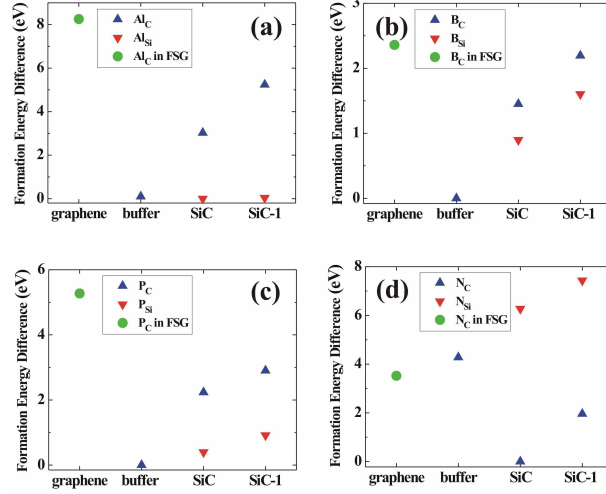 (a)
Al_C
Al_Si
Al_C in FSG
Formation Energy Difference (eV)
8
6
4
2
0
graphene buffer SiC SiC-1
(b)
B_C
B_Si
B_C in FSG
Formation Energy Difference (eV)
3
2
1
0
graphene buffer SiC SiC-1
(c)
P_C
P_Si
P_C in FSG
Formation Energy Difference (eV)
6
4
2
0
graphene buffer SiC SiC-1
(d)
N_C
N_Si
N_C in FSG
Formation Energy Difference (eV)
8
6
4
2
0
graphene buffer SiC SiC-1